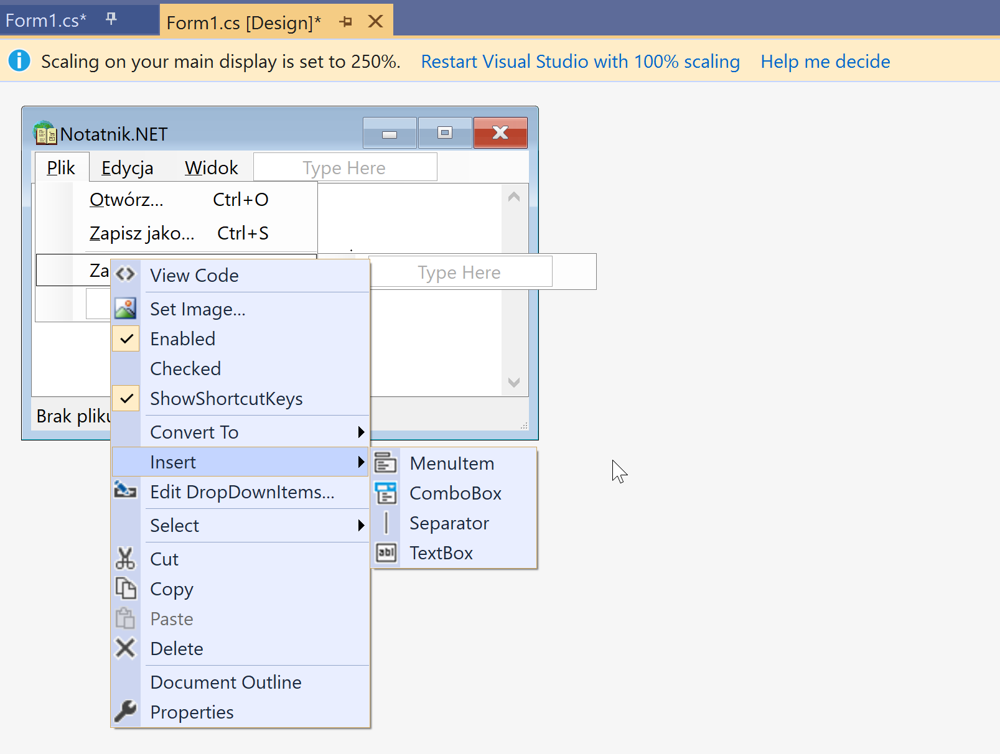 Form1.cs*
Form1.cs [Design]*
Scaling on your main display is set to 250%. Restart Visual Studio with 100% scaling Help me decide
Notatnik.NET
Plik Edycja Widok Type Here
Otwórz... Ctrl+O
Zapisz jako... Ctrl+S
Za
Type Here
View Code
Set Image...
Enabled
Checked
ShowShortcutKeys
Brak pliku
Convert To
Insert
MenuItem
Edit DropDownItems...
ComboBox
Select
Separator
Cut
TextBox
Copy
Paste
Delete
Document Outline
Properties